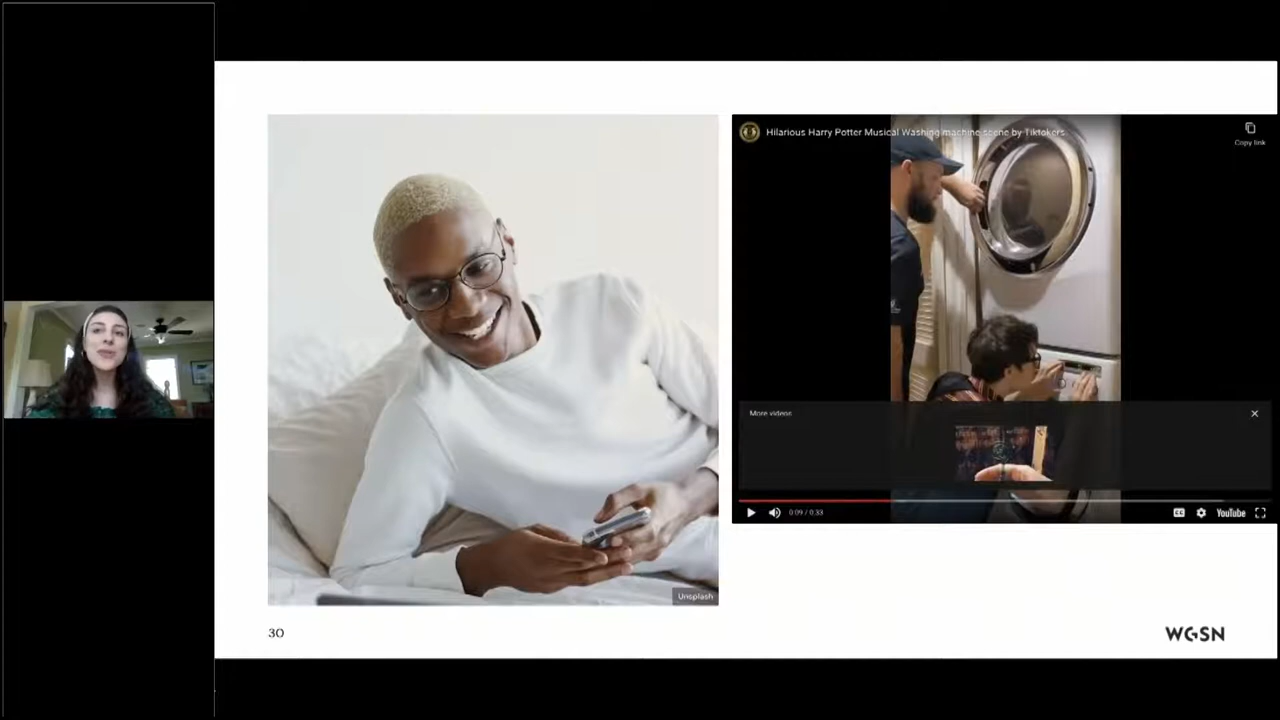 Hilarious Harry Potter Musical Washing machine scene by Tiktokers
Copy link
More videos
0:09 / 0:33
CC
YouTube
Unsplash
30
WGSN